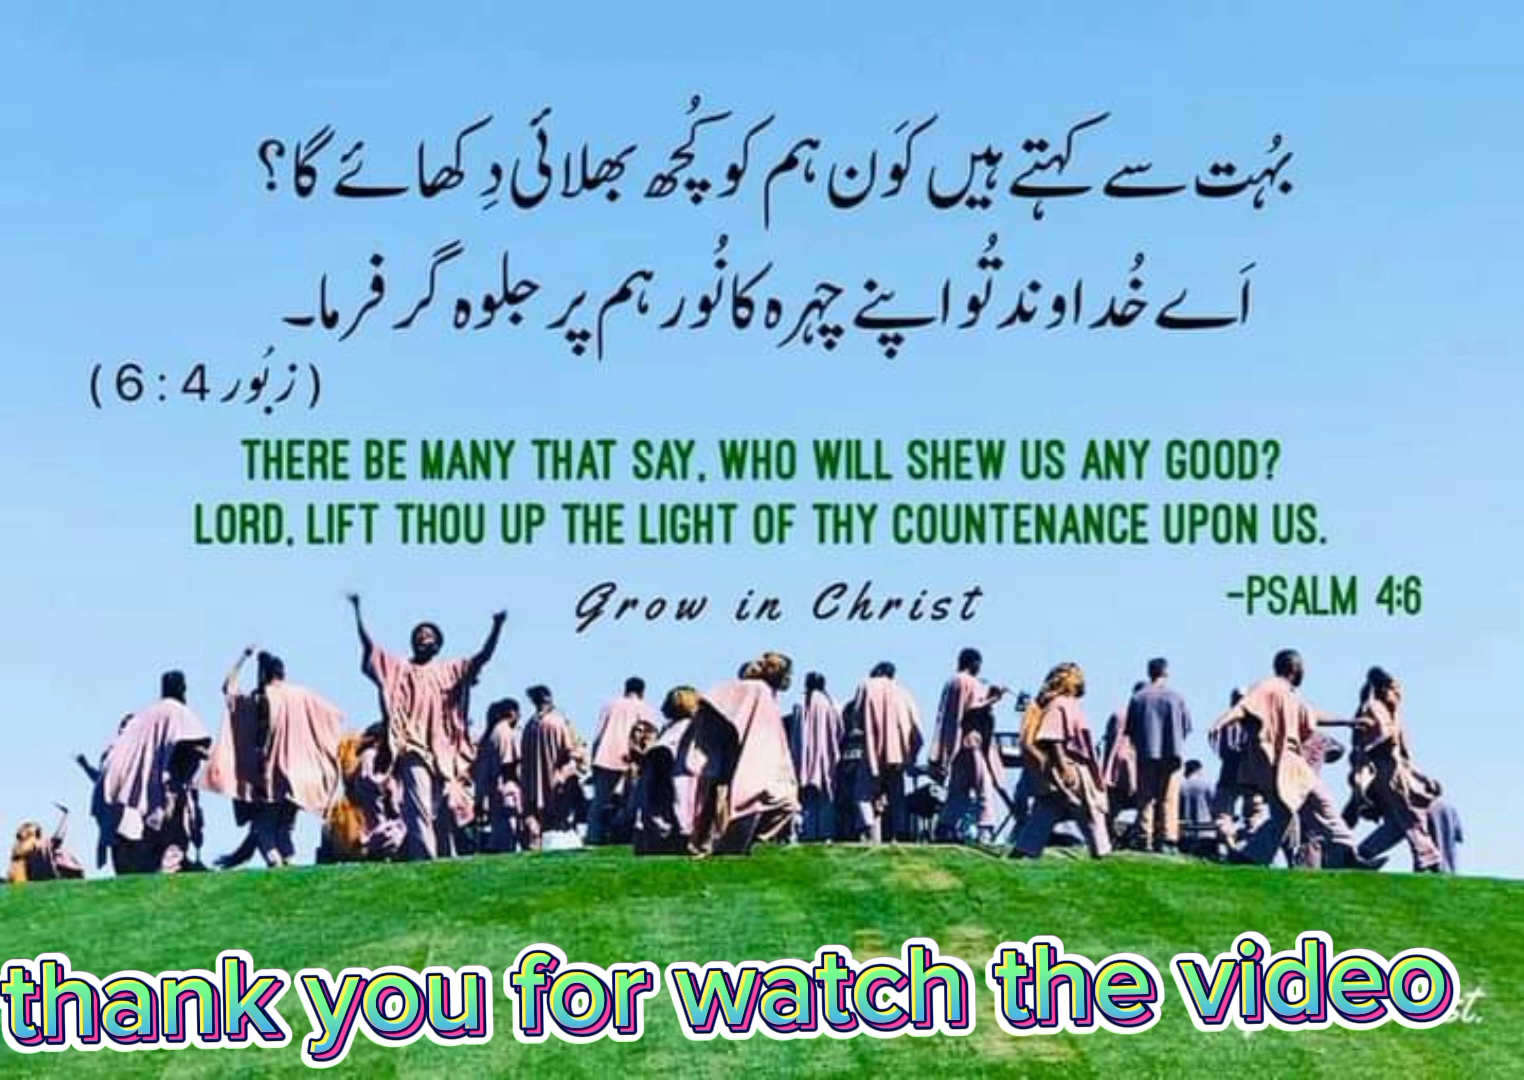 بہُت سے کہتے ہیں کَون ہم کو کُچھ بھلائی دِکھائے گا؟
اَے خُداوند تُو اپنے چہرہ کا نُور ہم پر جلوہ گر فرما۔
(زبُور 4 : 6)
THERE BE MANY THAT SAY, WHO WILL SHEW US ANY GOOD?
LORD, LIFT THOU UP THE LIGHT OF THY COUNTENANCE UPON US.
-PSALM 4:6
Grow in Christ
thank you for watch the video